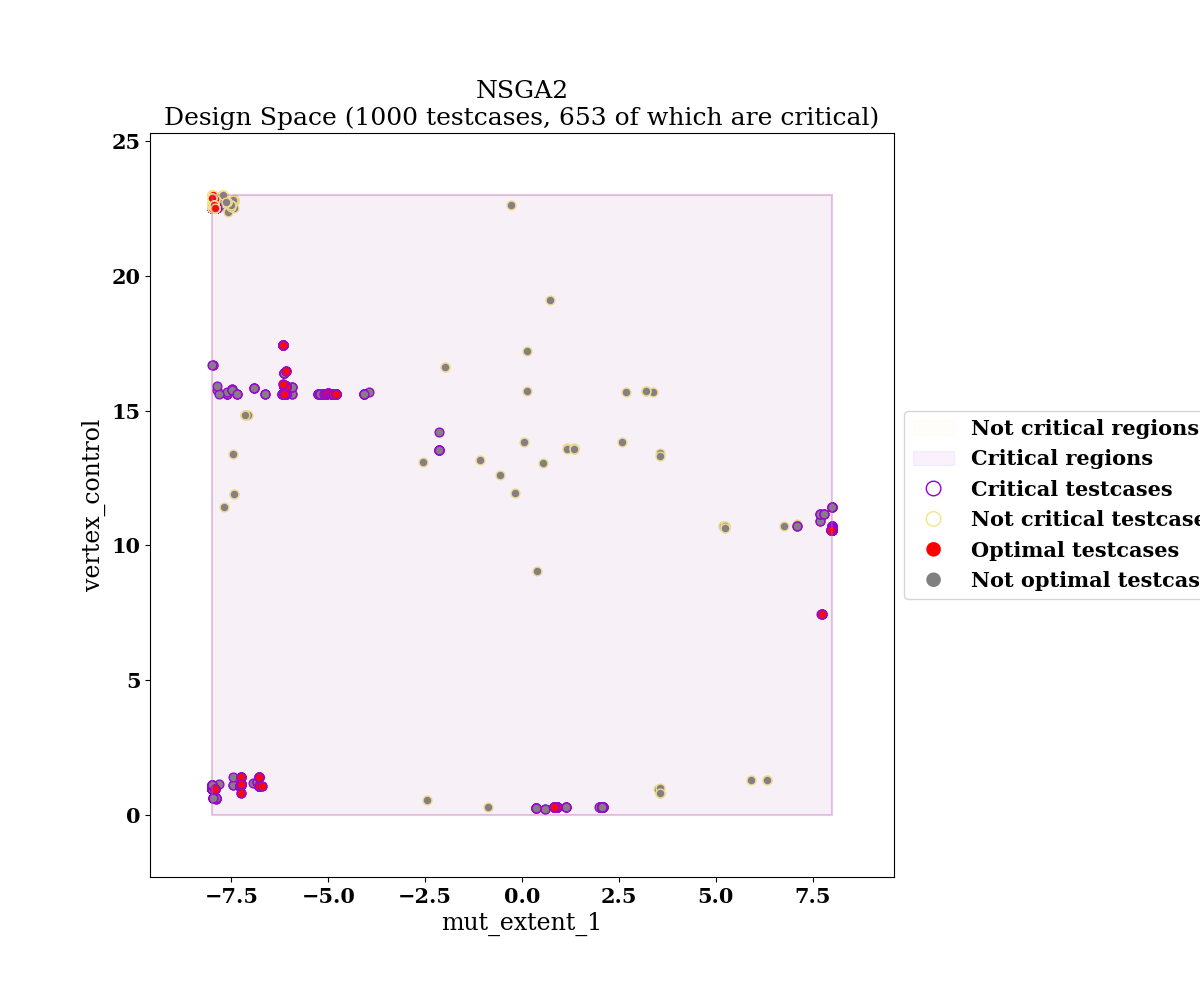 NSGA2
Design Space (1000 testcases, 653 of which are critical)
25
20
15
10
5
0
vertex_control
−7.5 −5.0 −2.5 0.0 2.5 5.0 7.5
mut_extent_1
Not critical regions
Critical regions
Critical testcases
Not critical testcase
Optimal testcases
Not optimal testcas